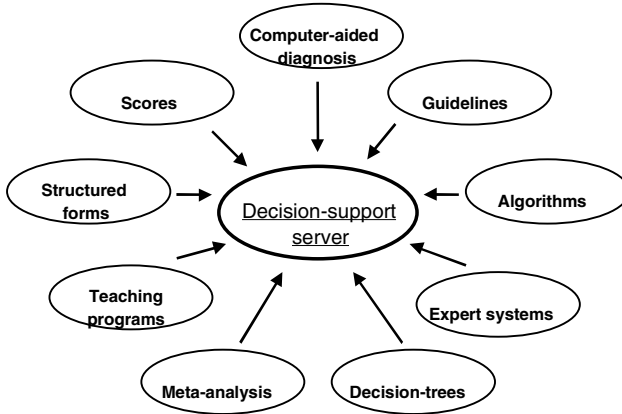 Computer-aided
diagnosis
Scores
Guidelines
Structured
forms
Decision-support
server
Algorithms
Teaching
programs
Expert systems
Meta-analysis
Decision-trees